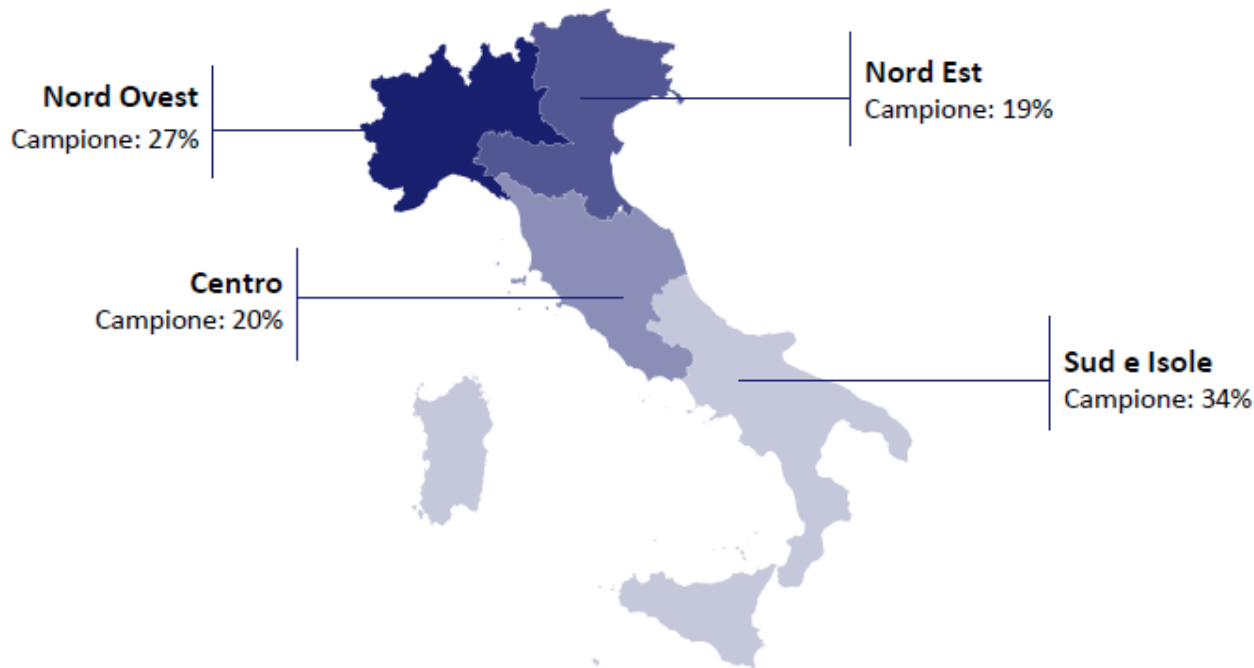 Nord Ovest
Campione: 27%
Nord Est
Campione: 19%
Centro
Campione: 20%
Sud e Isole
Campione: 34%